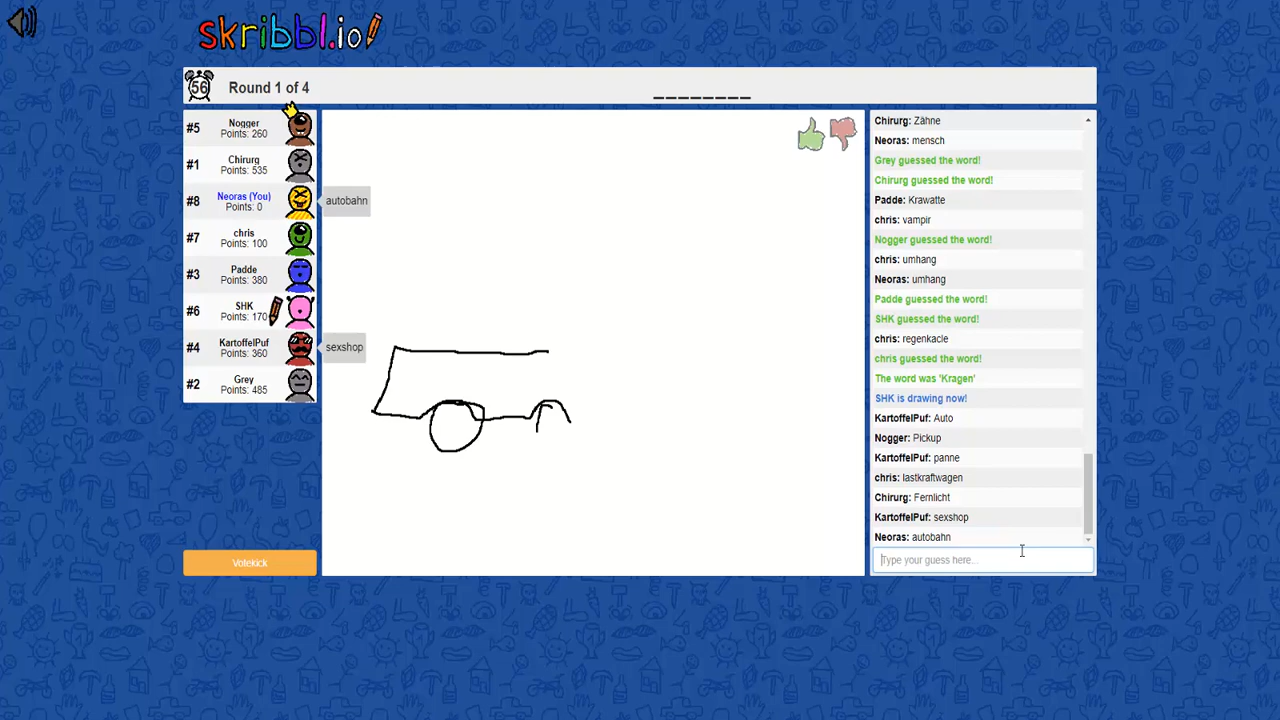 skribbl.io
56
Round 1 of 4
________
#5
Nogger
Points: 260
#1
Chirurg
Points: 535
#8
Neoras (You)
Points: 0
autobahn
#7
chris
Points: 100
#3
Padde
Points: 380
#6
SHK
Points: 170
#4
KartoffelPuf
Points: 360
sexshop
#2
Grey
Points: 485
Votekick
Chirurg: Zähne
Neoras: mensch
Grey guessed the word!
Chirurg guessed the word!
Padde: Krawatte
chris: vampir
Nogger guessed the word!
chris: umhang
Neoras: umhang
Padde guessed the word!
SHK guessed the word!
chris: regenkacle
chris guessed the word!
The word was 'Kragen'
SHK is drawing now!
KartoffelPuf: Auto
Nogger: Pickup
KartoffelPuf: panne
chris: lastkraftwagen
Chirurg: Fernlicht
KartoffelPuf: sexshop
Neoras: autobahn
Type your guess here...